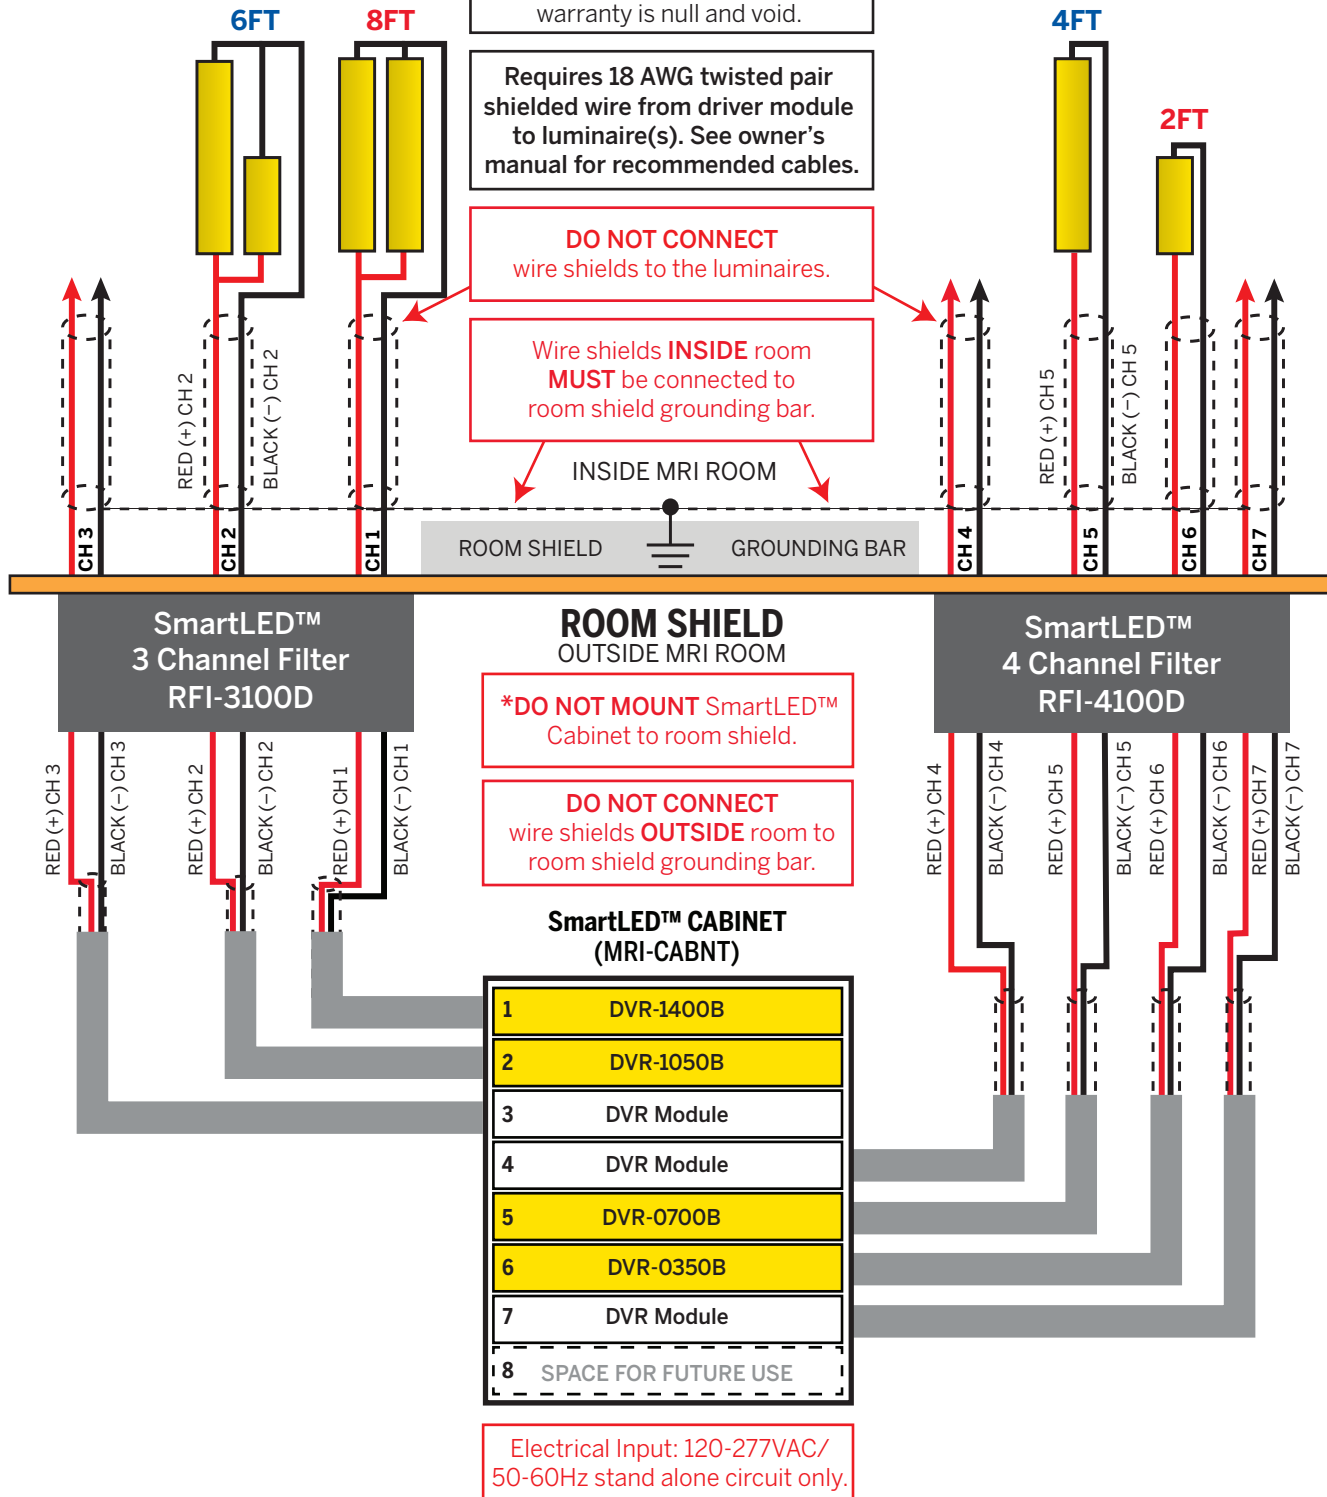 warranty is null and void.
6FT
8FT
4FT
2FT
Requires 18 AWG twisted pair
shielded wire from driver module
to luminaire(s). See owner's
manual for recommended cables.
DO NOT CONNECT
wire shields to the luminaires.
Wire shields INSIDE room
MUST be connected to
room shield grounding bar.
RED (+) CH 2
BLACK (−) CH 2
RED (+) CH 5
BLACK (−) CH 5
INSIDE MRI ROOM
CH 3
CH 2
CH 1
ROOM SHIELD
GROUNDING BAR
CH 4
CH 5
CH 6
CH 7
SmartLED™
3 Channel Filter
RFI-3100D
ROOM SHIELD
OUTSIDE MRI ROOM
SmartLED™
4 Channel Filter
RFI-4100D
*DO NOT MOUNT SmartLED™
Cabinet to room shield.
DO NOT CONNECT
wire shields OUTSIDE room to
room shield grounding bar.
RED (+) CH 3
BLACK (−) CH 3
RED (+) CH 2
BLACK (−) CH 2
RED (+) CH 1
BLACK (−) CH 1
RED (+) CH 4
BLACK (−) CH 4
RED (+) CH 5
BLACK (−) CH 5
RED (+) CH 6
BLACK (−) CH 6
RED (+) CH 7
BLACK (−) CH 7
SmartLED™ CABINET
(MRI-CABNT)
1 DVR-1400B
2 DVR-1050B
3 DVR Module
4 DVR Module
5 DVR-0700B
6 DVR-0350B
7 DVR Module
8 SPACE FOR FUTURE USE
Electrical Input: 120-277VAC/
50-60Hz stand alone circuit only.